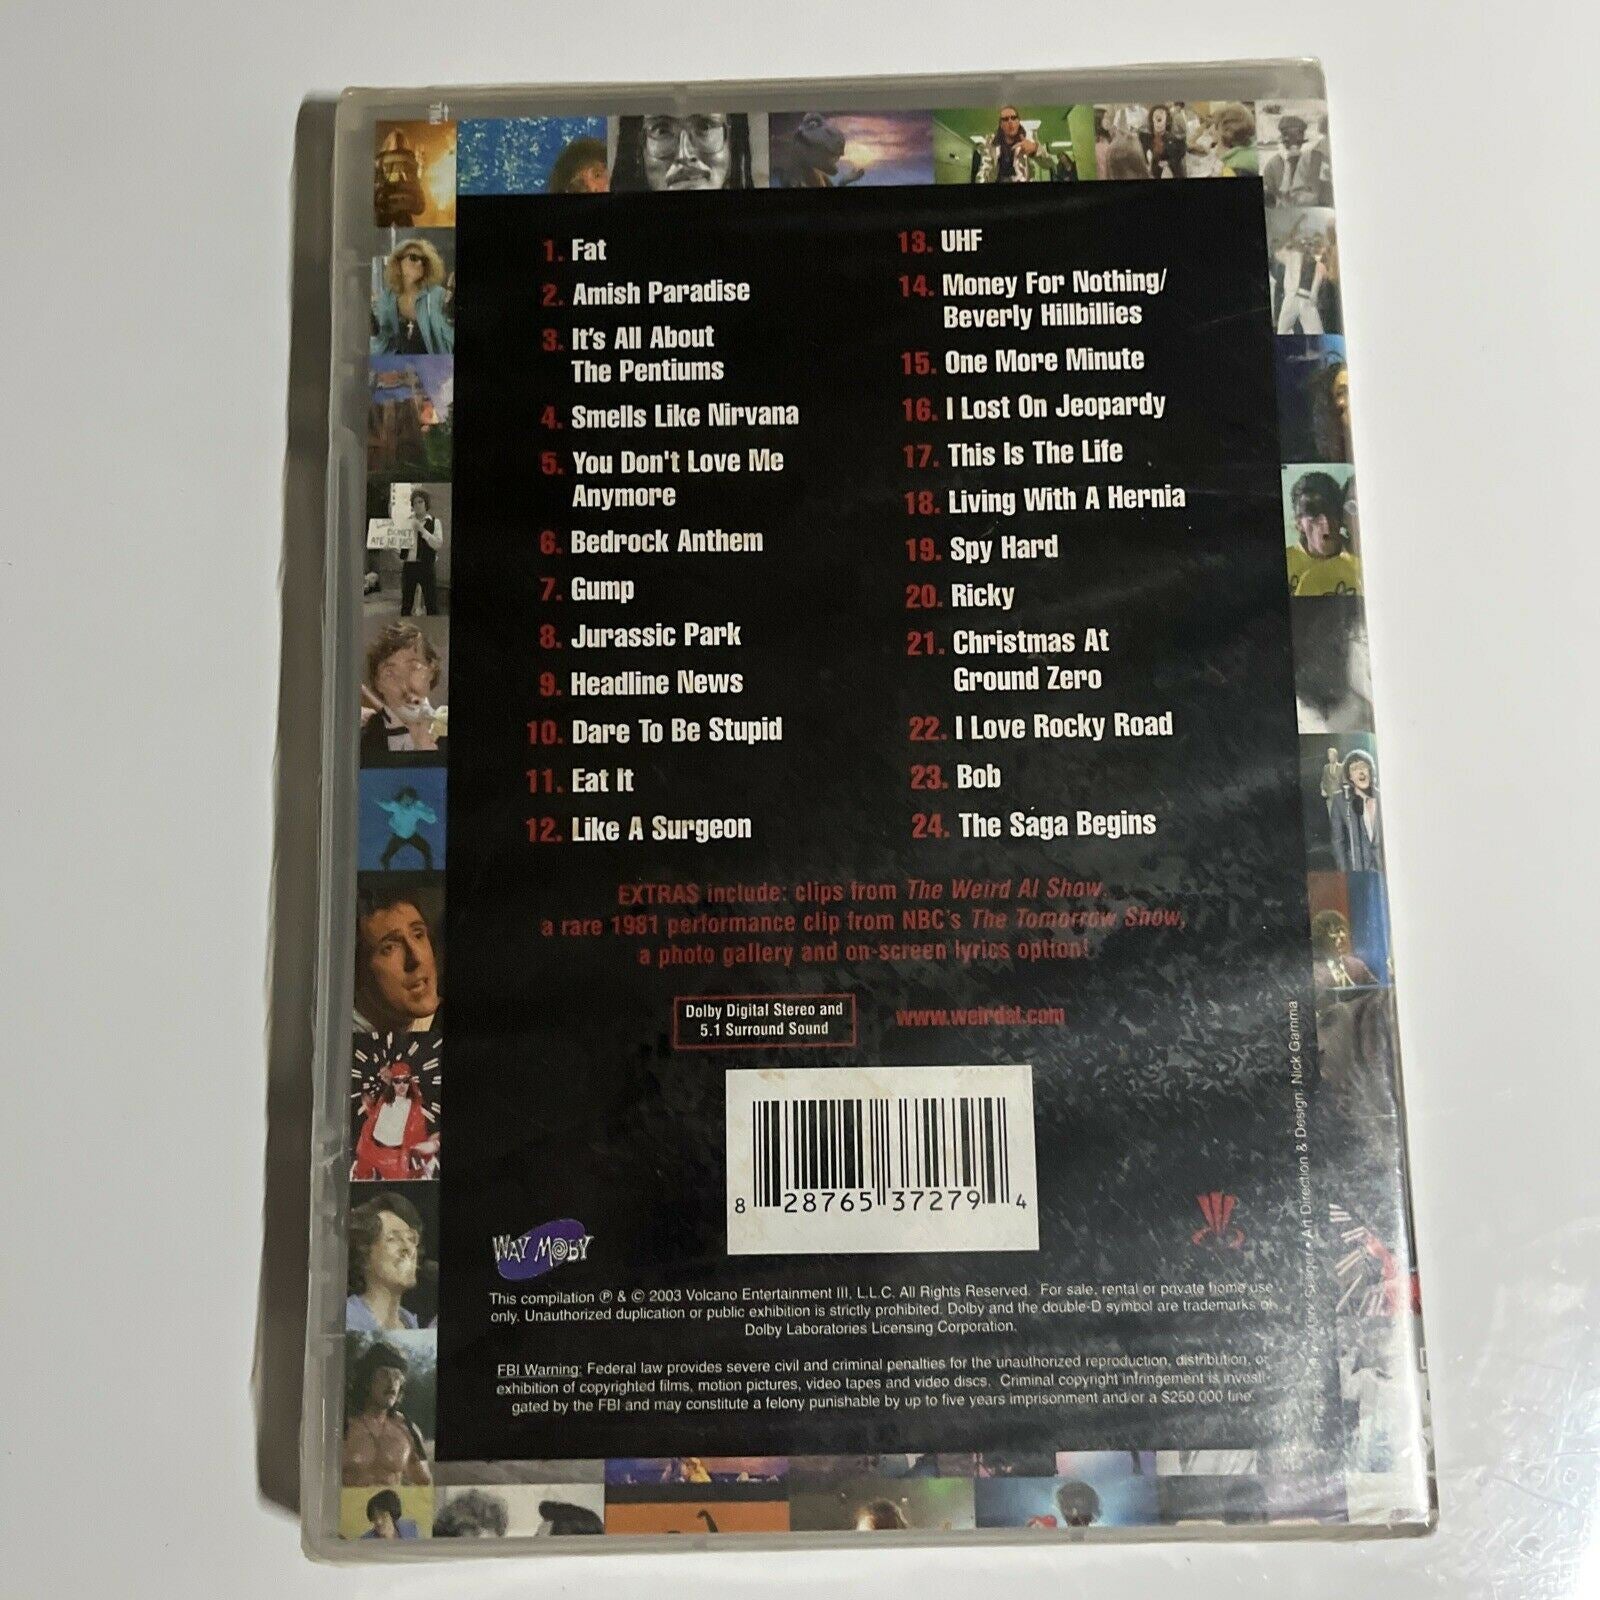 PULL
1. Fat
2. Amish Paradise
3. It's All About
The Pentiums
4. Smells Like Nirvana
5. You Don't Love Me
Anymore
6. Bedrock Anthem
7. Gump
8. Jurassic Park
9. Headline News
10. Dare To Be Stupid
11. Eat It
12. Like A Surgeon
13. UHF
14. Money For Nothing/
Beverly Hillbillies
15. One More Minute
16. I Lost On Jeopardy
17. This Is The Life
18. Living With A Hernia
19. Spy Hard
20. Ricky
21. Christmas At
Ground Zero
22. I Love Rocky Road
23. Bob
24. The Saga Begins
EXTRAS include: clips from The Weird Al Show,
a rare 1981 performance clip from NBC's The Tomorrow Show,
a photo gallery and on-screen lyrics option!
Dolby Digital Stereo and
5.1 Surround Sound
www.weirdal.com
8 28765 37279 4
WAY MOBY
This compilation ℗ & © 2003 Volcano Entertainment III, L.L.C. All Rights Reserved. For sale, rental or private home use
only. Unauthorized duplication or public exhibition is strictly prohibited. Dolby and the double-D symbol are trademarks of
Dolby Laboratories Licensing Corporation.
FBI Warning: Federal law provides severe civil and criminal penalties for the unauthorized reproduction, distribution, or
exhibition of copyrighted films, motion pictures, video tapes and video discs. Criminal copyright infringement is investi-
gated by the FBI and may constitute a felony punishable by up to five years imprisonment and/or a $250,000 fine.
• Art Direction & Design: Nick Gamma